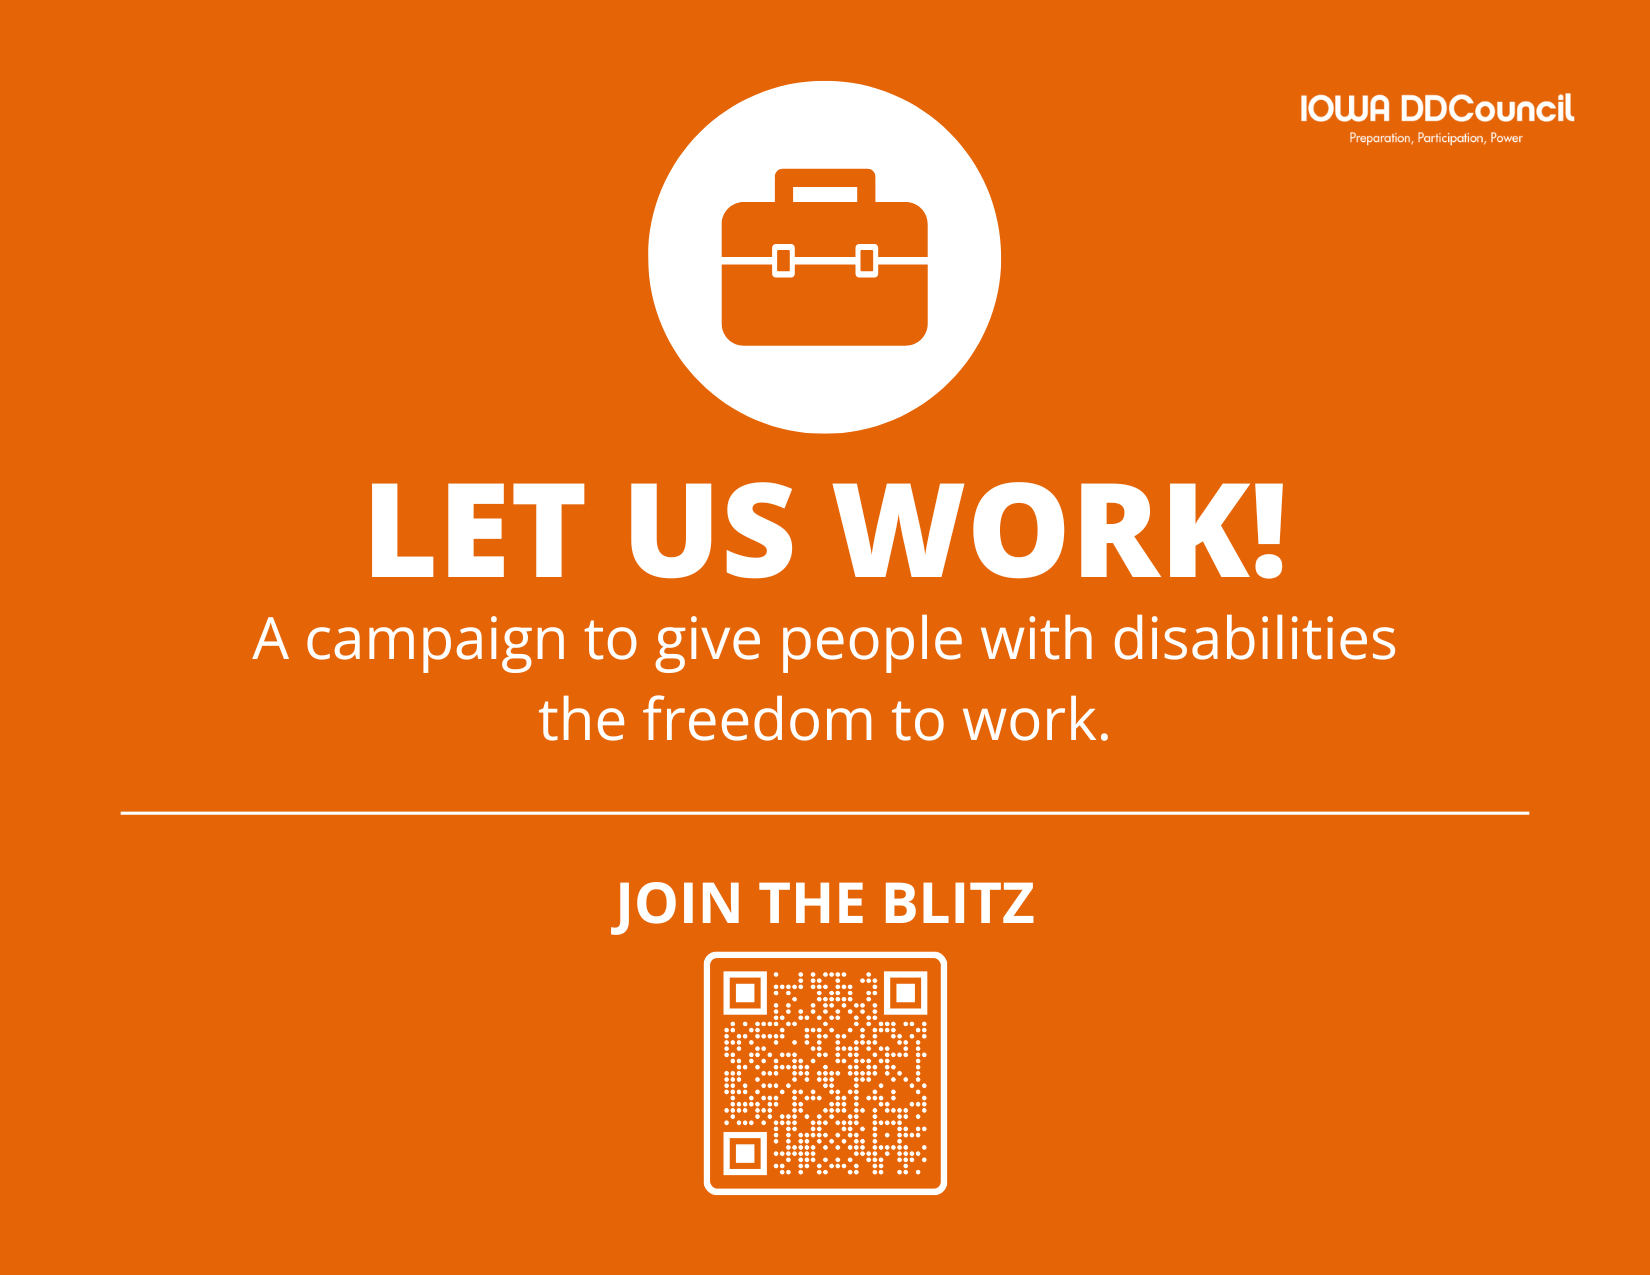 IOWA DDCouncil
Preparation, Participation, Power
LET US WORK!
A campaign to give people with disabilities
the freedom to work.
JOIN THE BLITZ